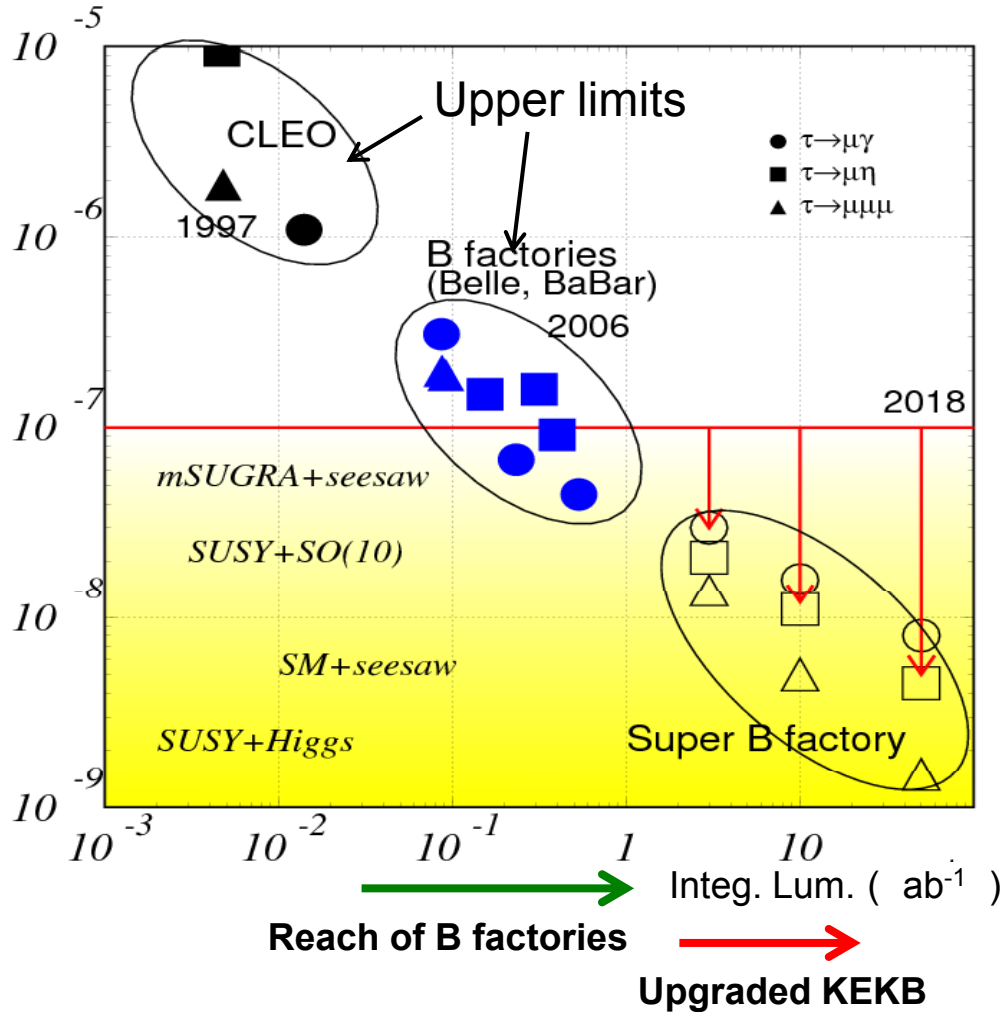 10 -5
Upper limits
CLEO
τ→μγ
τ→μη
τ→μμμ
1997
10 -6
B factories
(Belle, BaBar)
2006
10 -7
2018
mSUGRA+seesaw
SUSY+SO(10)
10 -8
SM+seesaw
SUSY+Higgs
Super B factory
10 -9
10 -3 10 -2 10 -1 1 10
Integ. Lum. ( ab-1 )
Reach of B factories
Upgraded KEKB